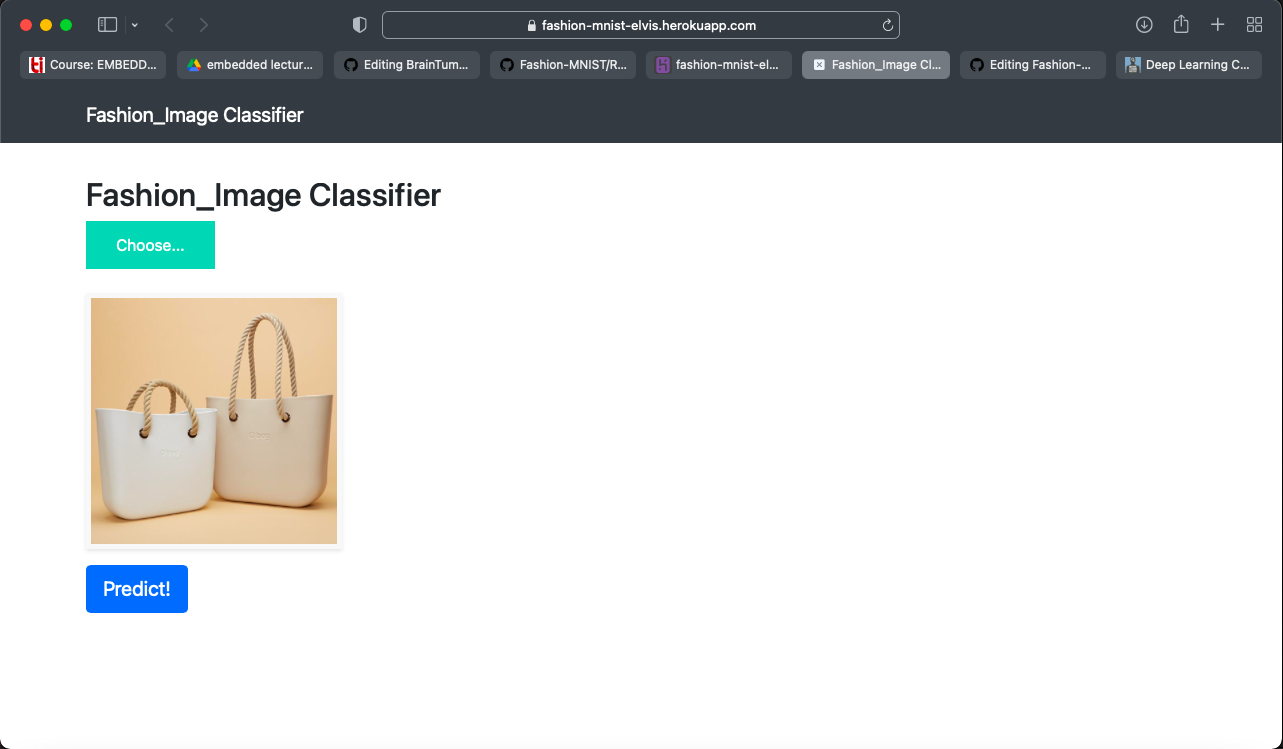 fashion-mnist-elvis.herokuapp.com
Course: EMBEDD...
embedded lectur...
Editing BrainTum...
Fashion-MNIST/R...
fashion-mnist-el...
Fashion_Image Cl...
Editing Fashion-...
Deep Learning C...
Fashion_Image Classifier
Fashion_Image Classifier
Choose...
Predict!